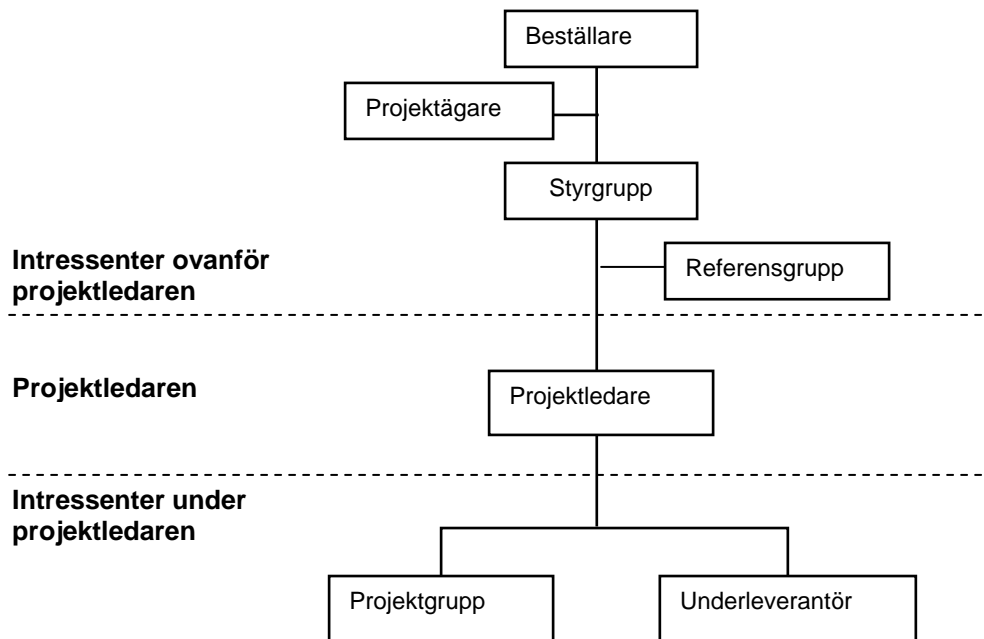 Beställare
Projektägare
Styrgrupp
Intressenter ovanför
projektledaren
Referensgrupp
Projektledaren
Projektledare
Intressenter under
projektledaren
Projektgrupp
Underleverantör